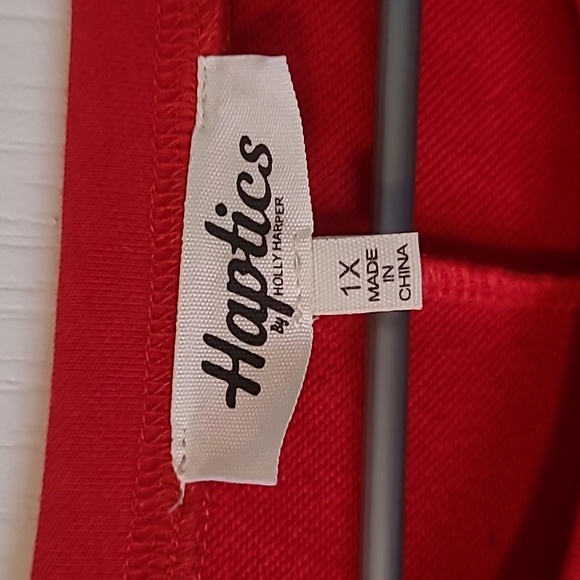 Haptics
By HOLLY HARPER
1X
MADE
IN
CHINA